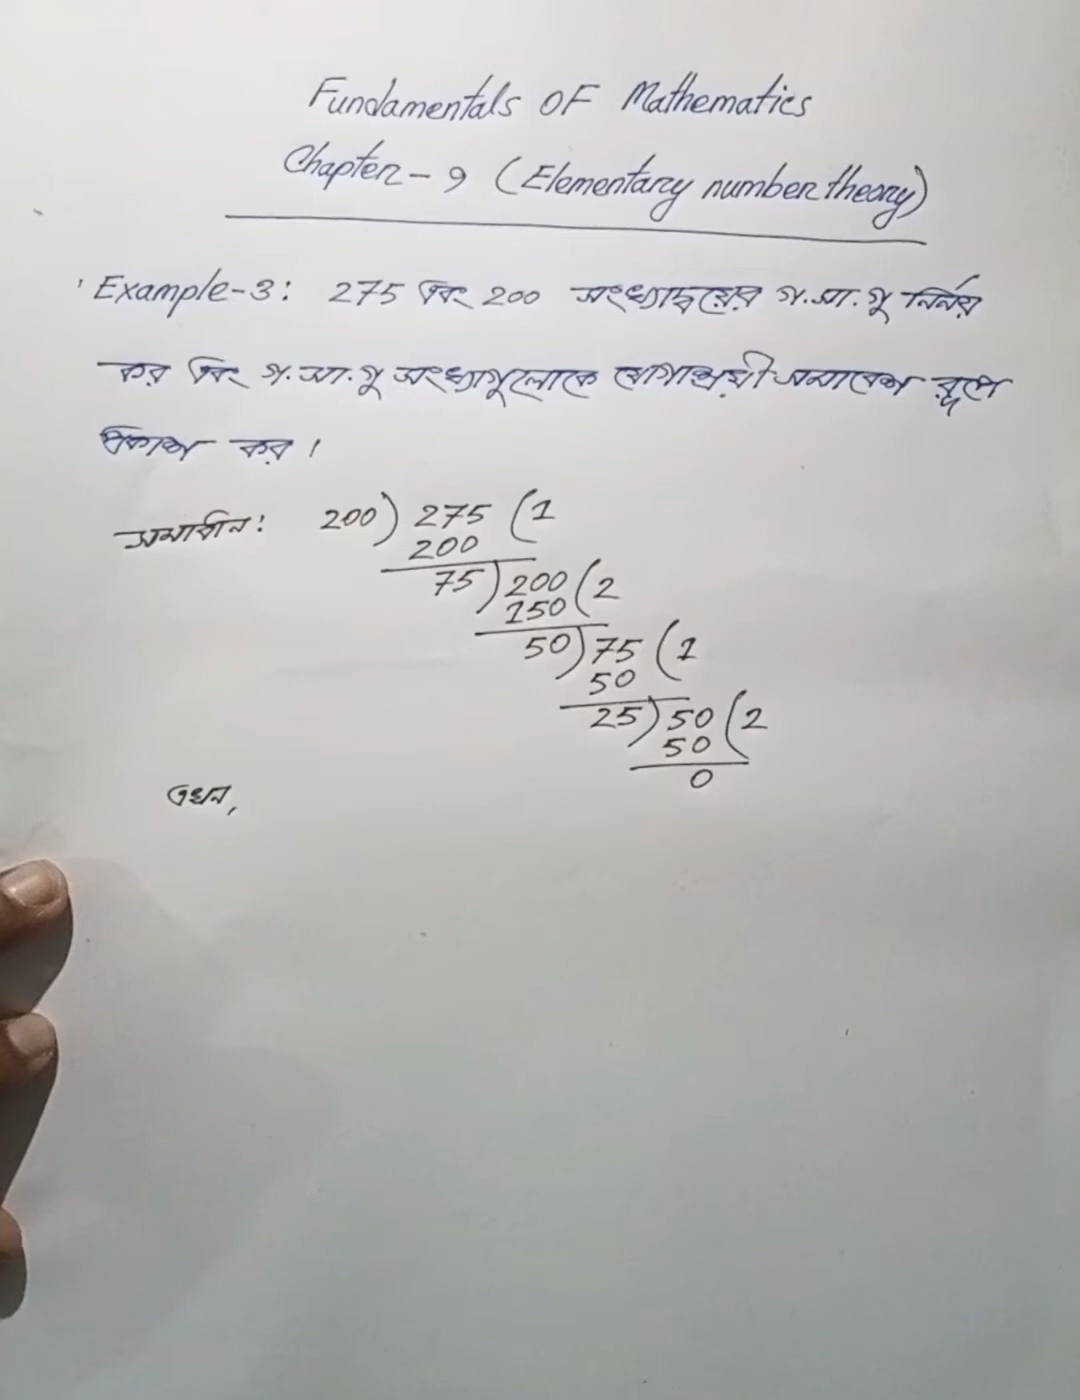 Fundamentals OF Mathematics
Chapter - 9 (Elementary number theory)
Example-3: 275 এবং 200 সংখ্যাদ্বয়ের গ.সা.গু নির্নয়
কর এবং গ.সা.গু সংখ্যাগুলোকে যোগাশ্রয়ী সমাবেশ রূপে
প্রকাশ কর।
সমাধান: 200) 275 (1
200
75) 200 (2
150
50) 75 (1
50
25) 50 (2
50
0
এখন,